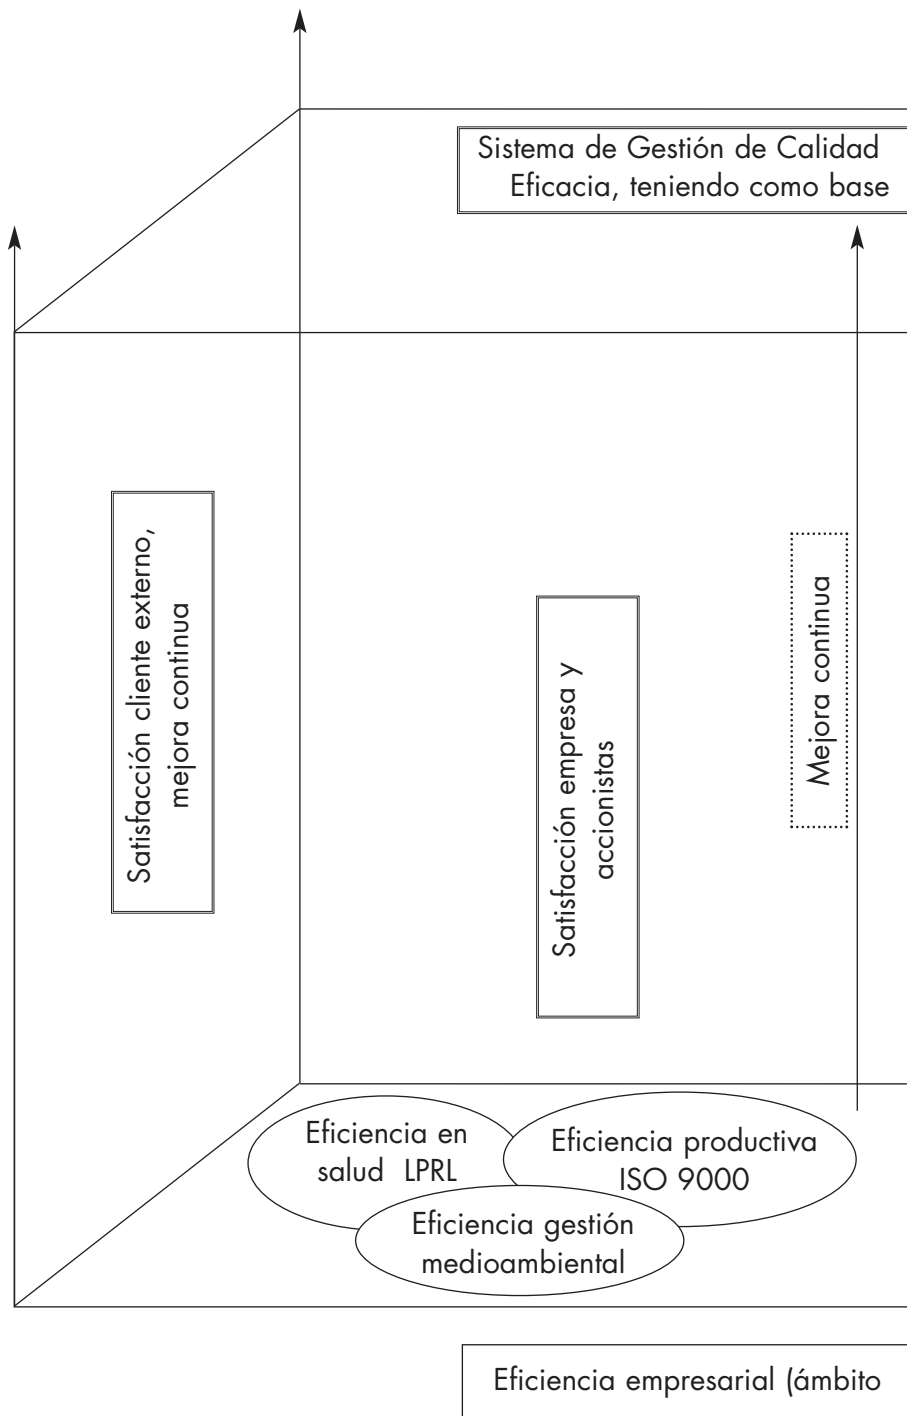 Sistema de Gestión de Calidad
Eficacia, teniendo como base
Satisfacción cliente externo,
mejora continua
Satisfacción empresa y
accionistas
Mejora continua
Eficiencia en
salud LPRL
Eficiencia productiva
ISO 9000
Eficiencia gestión
medioambiental
Eficiencia empresarial (ámbito